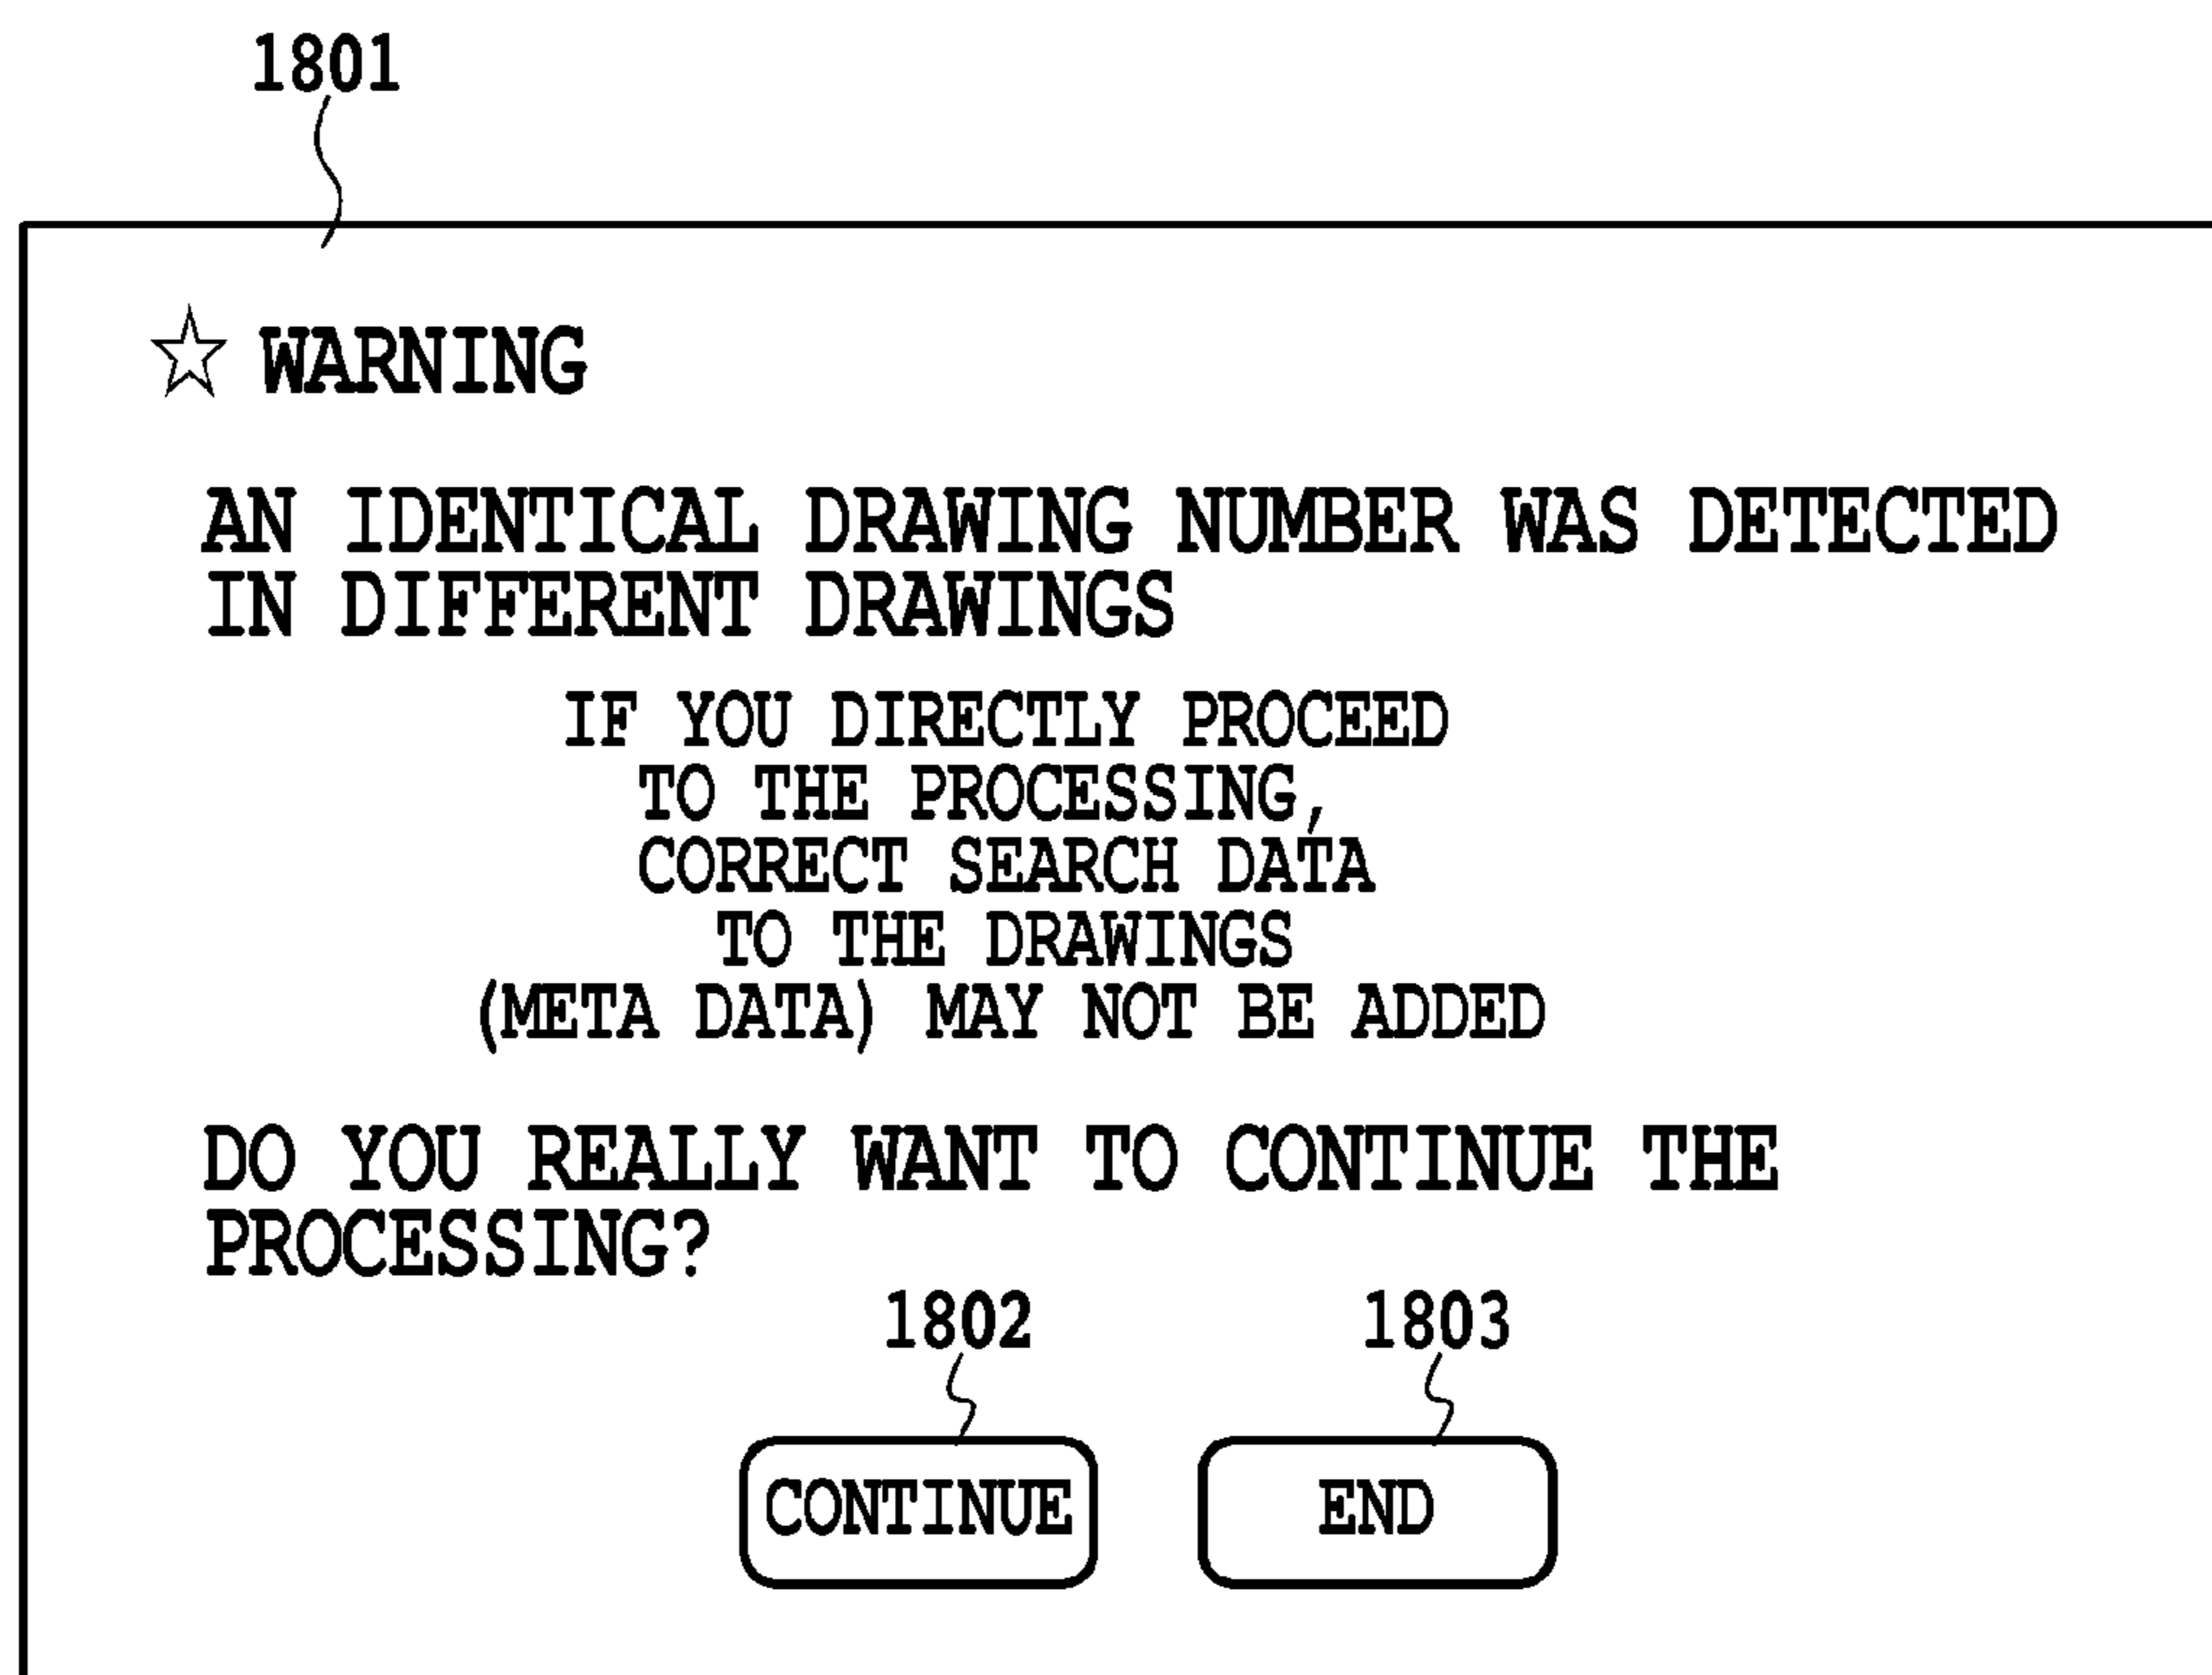 1801
☆ WARNING
AN IDENTICAL DRAWING NUMBER WAS DETECTED
IN DIFFERENT DRAWINGS
IF YOU DIRECTLY PROCEED
TO THE PROCESSING,
CORRECT SEARCH DATA
TO THE DRAWINGS
(META DATA) MAY NOT BE ADDED
DO YOU REALLY WANT TO CONTINUE THE
PROCESSING?
1802 1803
CONTINUE END